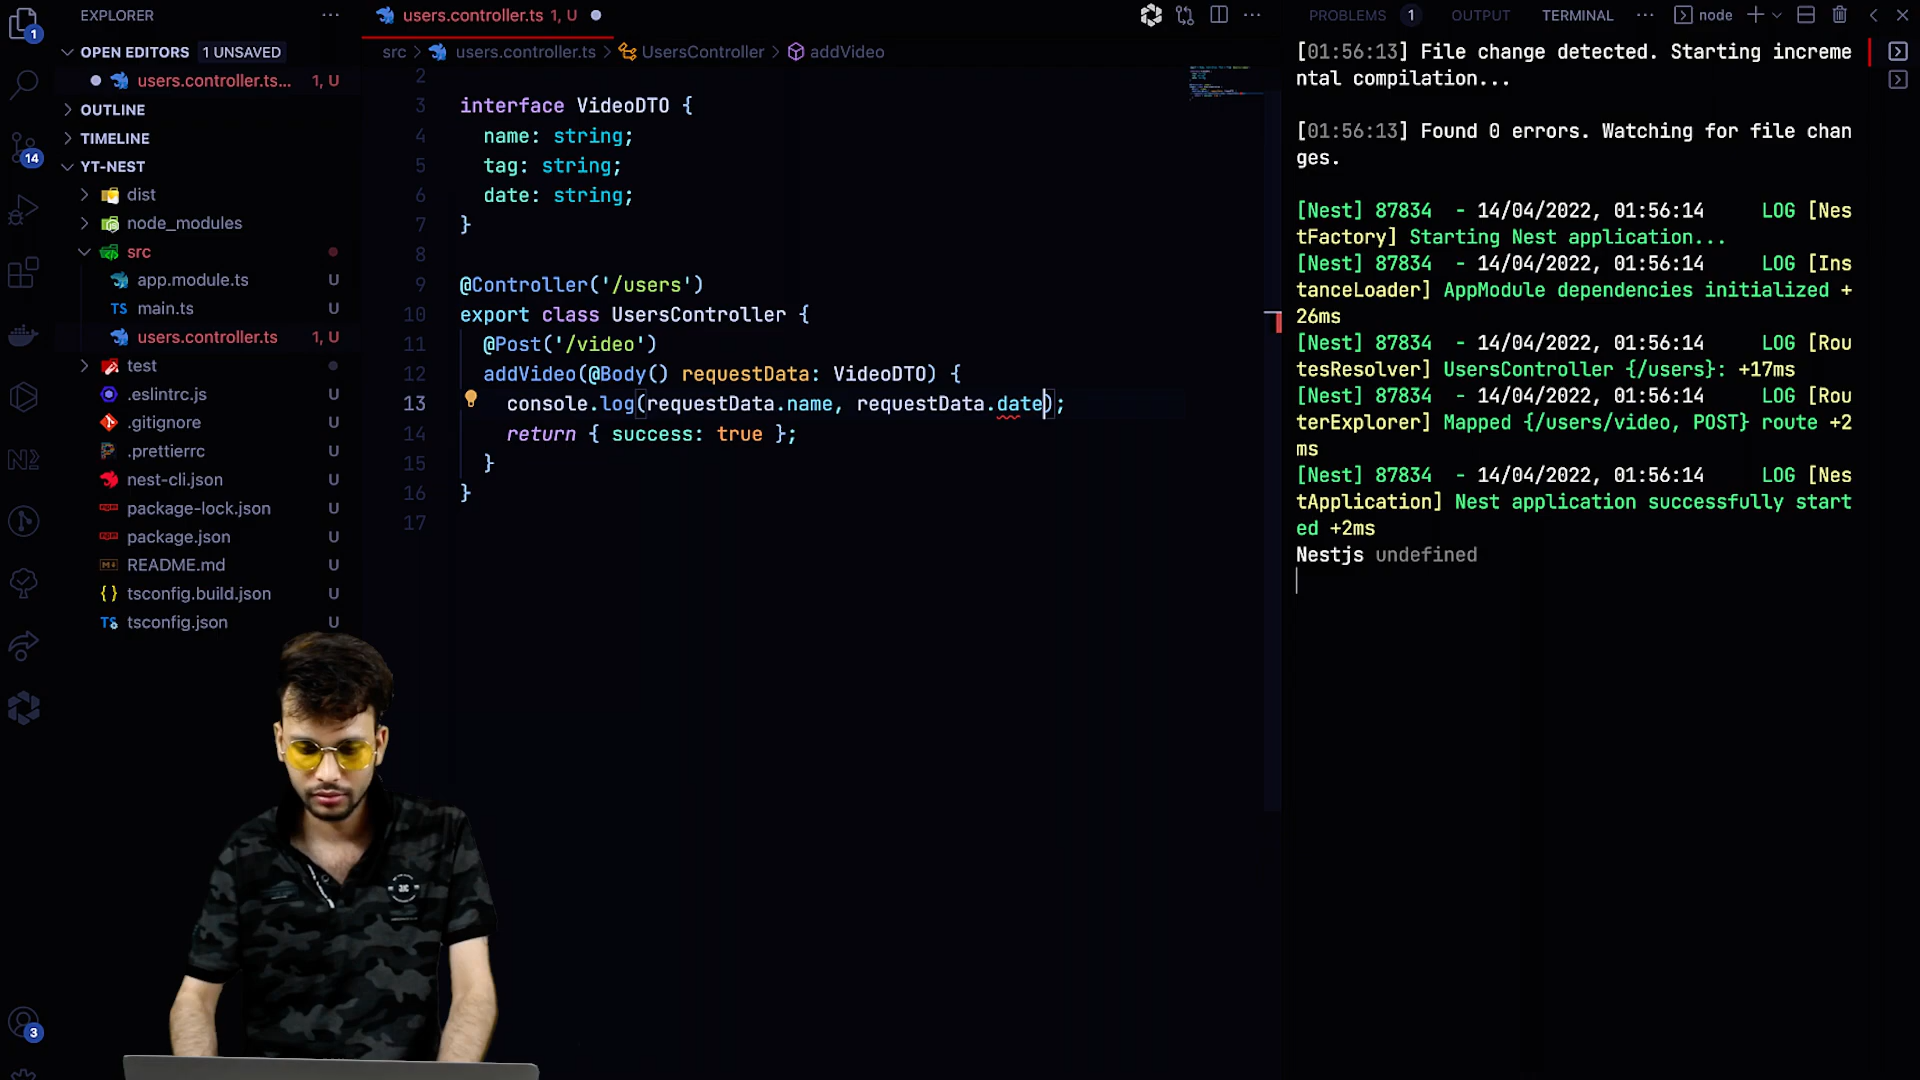 EXPLORER
OPEN EDITORS 1 UNSAVED
users.controller.ts... 1, U
OUTLINE
TIMELINE
YT-NEST
dist
node_modules
src
app.module.ts U
TS main.ts U
users.controller.ts 1, U
test U
.eslintrc.js U
.gitignore U
.prettierrc U
nest-cli.json U
package-lock.json U
package.json U
README.md U
tsconfig.build.json U
TS tsconfig.json U
1
14
3
users.controller.ts 1, U
src > users.controller.ts > UsersController > addVideo
2
3 interface VideoDTO {
4 name: string;
5 tag: string;
6 date: string;
7 }
8
9 @Controller('/users')
10 export class UsersController {
11 @Post('/video')
12 addVideo(@Body() requestData: VideoDTO) {
13 console.log(requestData.name, requestData.date);
14 return { success: true };
15 }
16 }
17
PROBLEMS 1 OUTPUT TERMINAL node
[01:56:13] File change detected. Starting increme
ntal compilation...
[01:56:13] Found 0 errors. Watching for file chan
ges.
[Nest] 87834 - 14/04/2022, 01:56:14 LOG [Nes
tFactory] Starting Nest application...
[Nest] 87834 - 14/04/2022, 01:56:14 LOG [Ins
tanceLoader] AppModule dependencies initialized +
26ms
[Nest] 87834 - 14/04/2022, 01:56:14 LOG [Rou
tesResolver] UsersController {/users}: +17ms
[Nest] 87834 - 14/04/2022, 01:56:14 LOG [Rou
terExplorer] Mapped {/users/video, POST} route +2
ms
[Nest] 87834 - 14/04/2022, 01:56:14 LOG [Nes
tApplication] Nest application successfully start
ed +2ms
Nestjs undefined